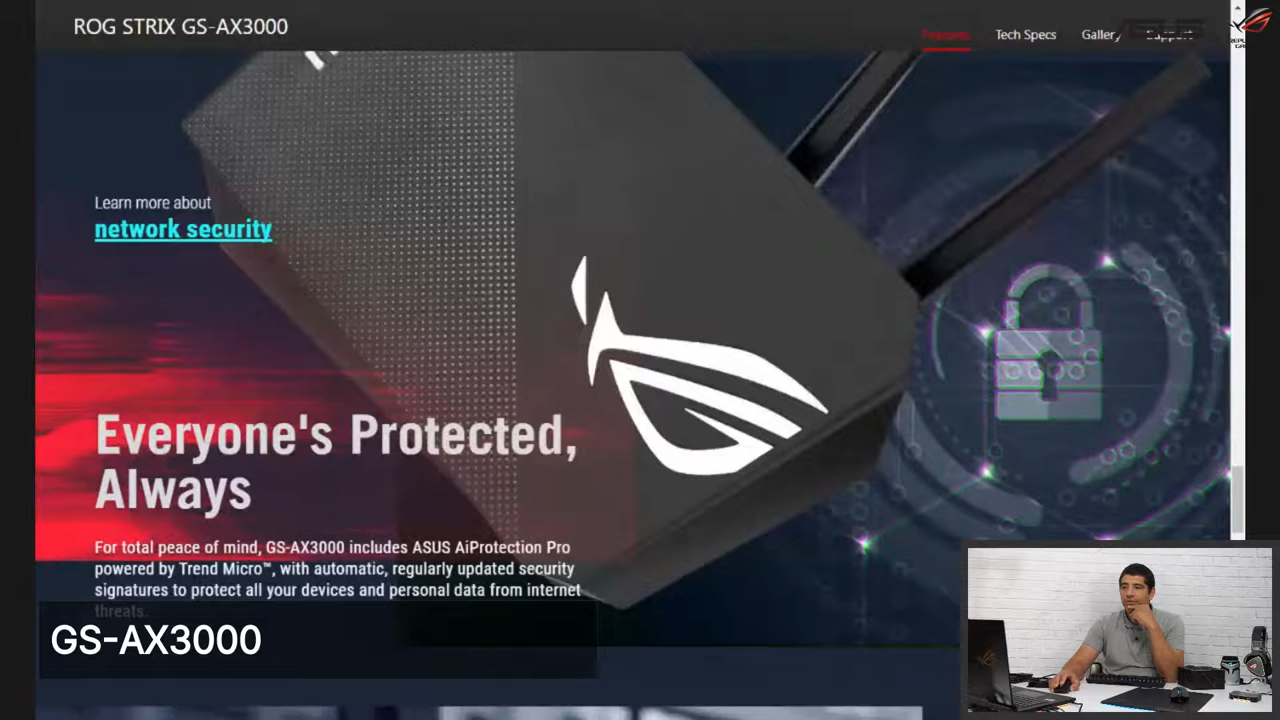 ROG STRIX GS-AX3000
Features
Tech Specs
Gallery
Support
Learn more about
network security
Everyone's Protected,
Always
For total peace of mind, GS-AX3000 includes ASUS AiProtection Pro
powered by Trend Micro™, with automatic, regularly updated security
signatures to protect all your devices and personal data from internet
threats.
GS-AX3000